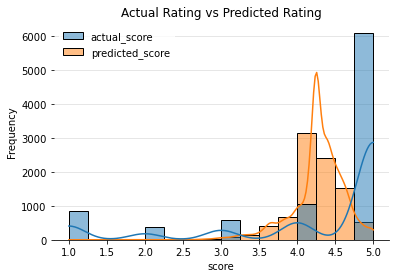 Actual Rating vs Predicted Rating
actual_score
predicted_score
Frequency
6000
5000
4000
3000
2000
1000
0
1.0 1.5 2.0 2.5 3.0 3.5 4.0 4.5 5.0
score